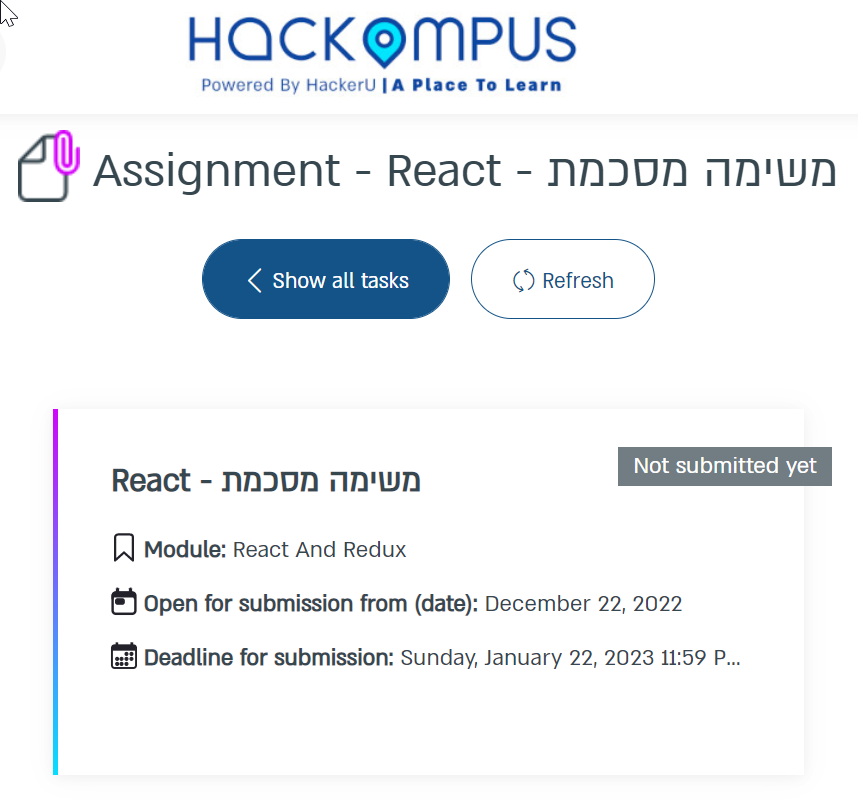 HACKOMPUS
Powered By HackerU | A Place To Learn
Assignment - React - משימה מסכמת
Show all tasks
Refresh
Not submitted yet
React - משימה מסכמת
Module: React And Redux
Open for submission from (date): December 22, 2022
Deadline for submission: Sunday, January 22, 2023 11:59 P...